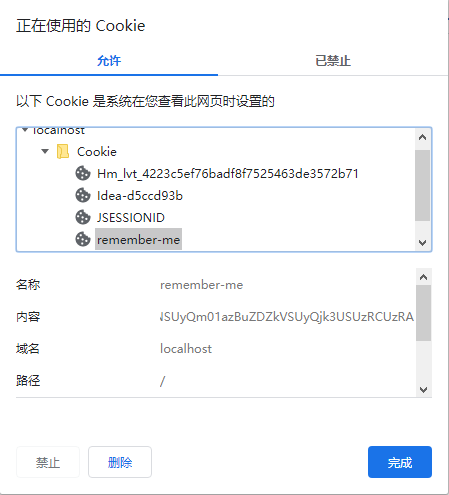 正在使用的 Cookie
允许
已禁止
以下 Cookie 是系统在您查看此网页时设置的
localhost
Cookie
Hm_lvt_4223c5ef76badf8f7525463de3572b71
Idea-d5ccd93b
JSESSIONID
remember-me
名称 remember-me
内容 NSUyQm01azBuZDZkVSUyQjk3USUzRCUzRA
域名 localhost
路径 /
禁止
删除
完成